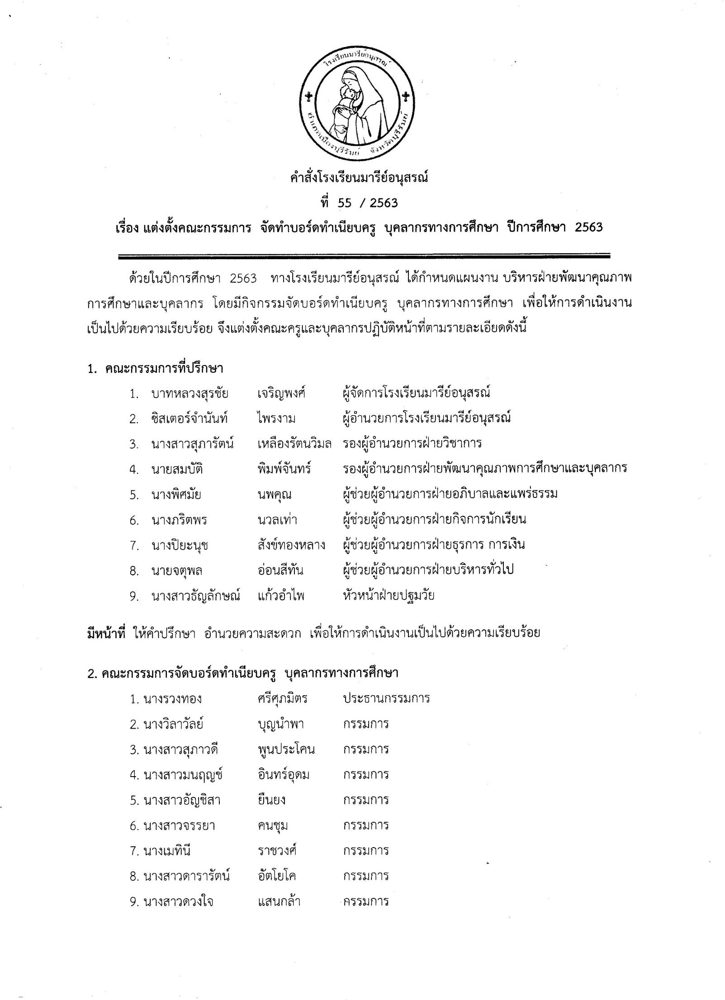 โรงเรียนมารีย์อนุสรณ์
อำเภอเมืองบุรีรัมย์ จังหวัดบุรีรัมย์
คำสั่งโรงเรียนมารีย์อนุสรณ์
ที่ 55 / 2563
เรื่อง แต่งตั้งคณะกรรมการ จัดทำบอร์ดทำเนียบครู บุคลากรทางการศึกษา ปีการศึกษา 2563
ด้วยในปีการศึกษา 2563 ทางโรงเรียนมารีย์อนุสรณ์ ได้กำหนดแผนงาน บริหารฝ่ายพัฒนาคุณภาพ
การศึกษาและบุคลากร โดยมีกิจกรรมจัดบอร์ดทำเนียบครู บุคลากรทางการศึกษา เพื่อให้การดำเนินงาน
เป็นไปด้วยความเรียบร้อย จึงแต่งตั้งคณะครูและบุคลากรปฏิบัติหน้าที่ตามรายละเอียดดังนี้
1. คณะกรรมการที่ปรึกษา
1. บาทหลวงสุรชัย เจริญพงศ์ ผู้จัดการโรงเรียนมารีย์อนุสรณ์
2. ซิสเตอร์จำนันท์ ไพรงาม ผู้อำนวยการโรงเรียนมารีย์อนุสรณ์
3. นางสาวสุภารัตน์ เหลืองรัตนวิมล รองผู้อำนวยการฝ่ายวิชาการ
4. นายสมบัติ พิมพ์จันทร์ รองผู้อำนวยการฝ่ายพัฒนาคุณภาพการศึกษาและบุคลากร
5. นางพิศมัย นพคุณ ผู้ช่วยผู้อำนวยการฝ่ายอภิบาลและแพร่ธรรม
6. นางภริตพร นวลเท่า ผู้ช่วยผู้อำนวยการฝ่ายกิจการนักเรียน
7. นางปิยะนุช สังข์ทองหลาง ผู้ช่วยผู้อำนวยการฝ่ายธุรการ การเงิน
8. นายจตุพล อ่อนสีทัน ผู้ช่วยผู้อำนวยการฝ่ายบริหารทั่วไป
9. นางสาวธัญลักษณ์ แก้วอำไพ หัวหน้าฝ่ายปฐมวัย
มีหน้าที่ ให้คำปรึกษา อำนวยความสะดวก เพื่อให้การดำเนินงานเป็นไปด้วยความเรียบร้อย
2. คณะกรรมการจัดบอร์ดทำเนียบครู บุคลากรทางการศึกษา
1. นางรวงทอง ศรีศุภมิตร ประธานกรรมการ
2. นางวิลาวัลย์ บุญนำพา กรรมการ
3. นางสาวสุภาวดี พูนประโคน กรรมการ
4. นางสาวมนฤญช์ อินทร์อุดม กรรมการ
5. นางสาวอัญชิสา ยืนยง กรรมการ
6. นางสาวจรรยา คนชุม กรรมการ
7. นางเมทินี ราชวงศ์ กรรมการ
8. นางสาวดารารัตน์ อัตโยโค กรรมการ
9. นางสาวดวงใจ แสนกล้า กรรมการ